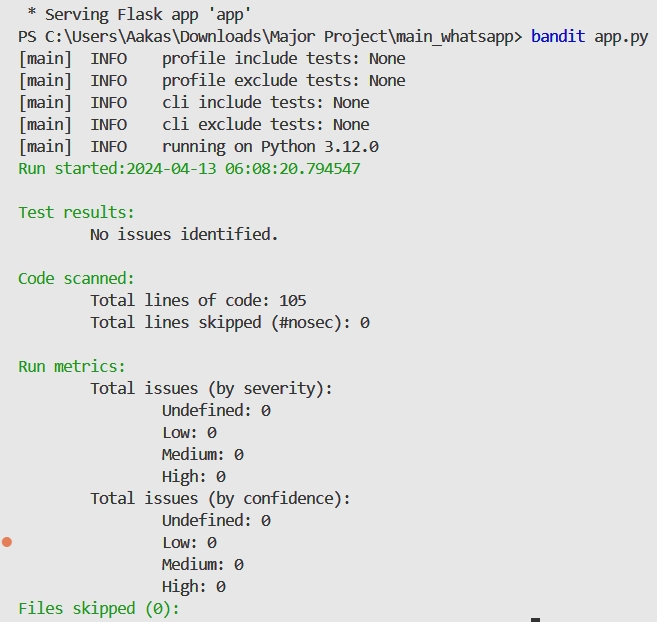 * Serving Flask app 'app'
PS C:\Users\Aakas\Downloads\Major Project\main_whatsapp> bandit app.py
[main]  INFO    profile include tests: None
[main]  INFO    profile exclude tests: None
[main]  INFO    cli include tests: None
[main]  INFO    cli exclude tests: None
[main]  INFO    running on Python 3.12.0
Run started:2024-04-13 06:08:20.794547
Test results:
        No issues identified.
Code scanned:
        Total lines of code: 105
        Total lines skipped (#nosec): 0
Run metrics:
        Total issues (by severity):
                Undefined: 0
                Low: 0
                Medium: 0
                High: 0
        Total issues (by confidence):
                Undefined: 0
                Low: 0
                Medium: 0
                High: 0
Files skipped (0):